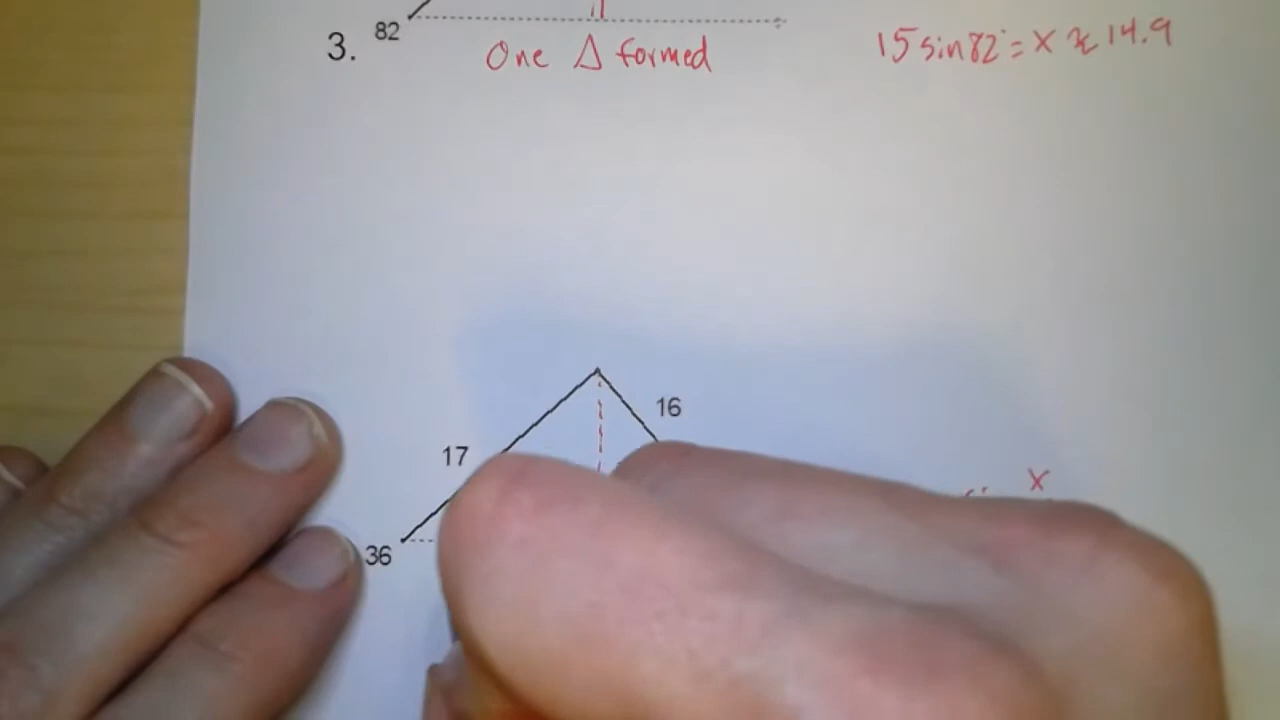 82
3.
One Δ formed
15 sin 82° = x ≈ 14.9
16
17
x
36